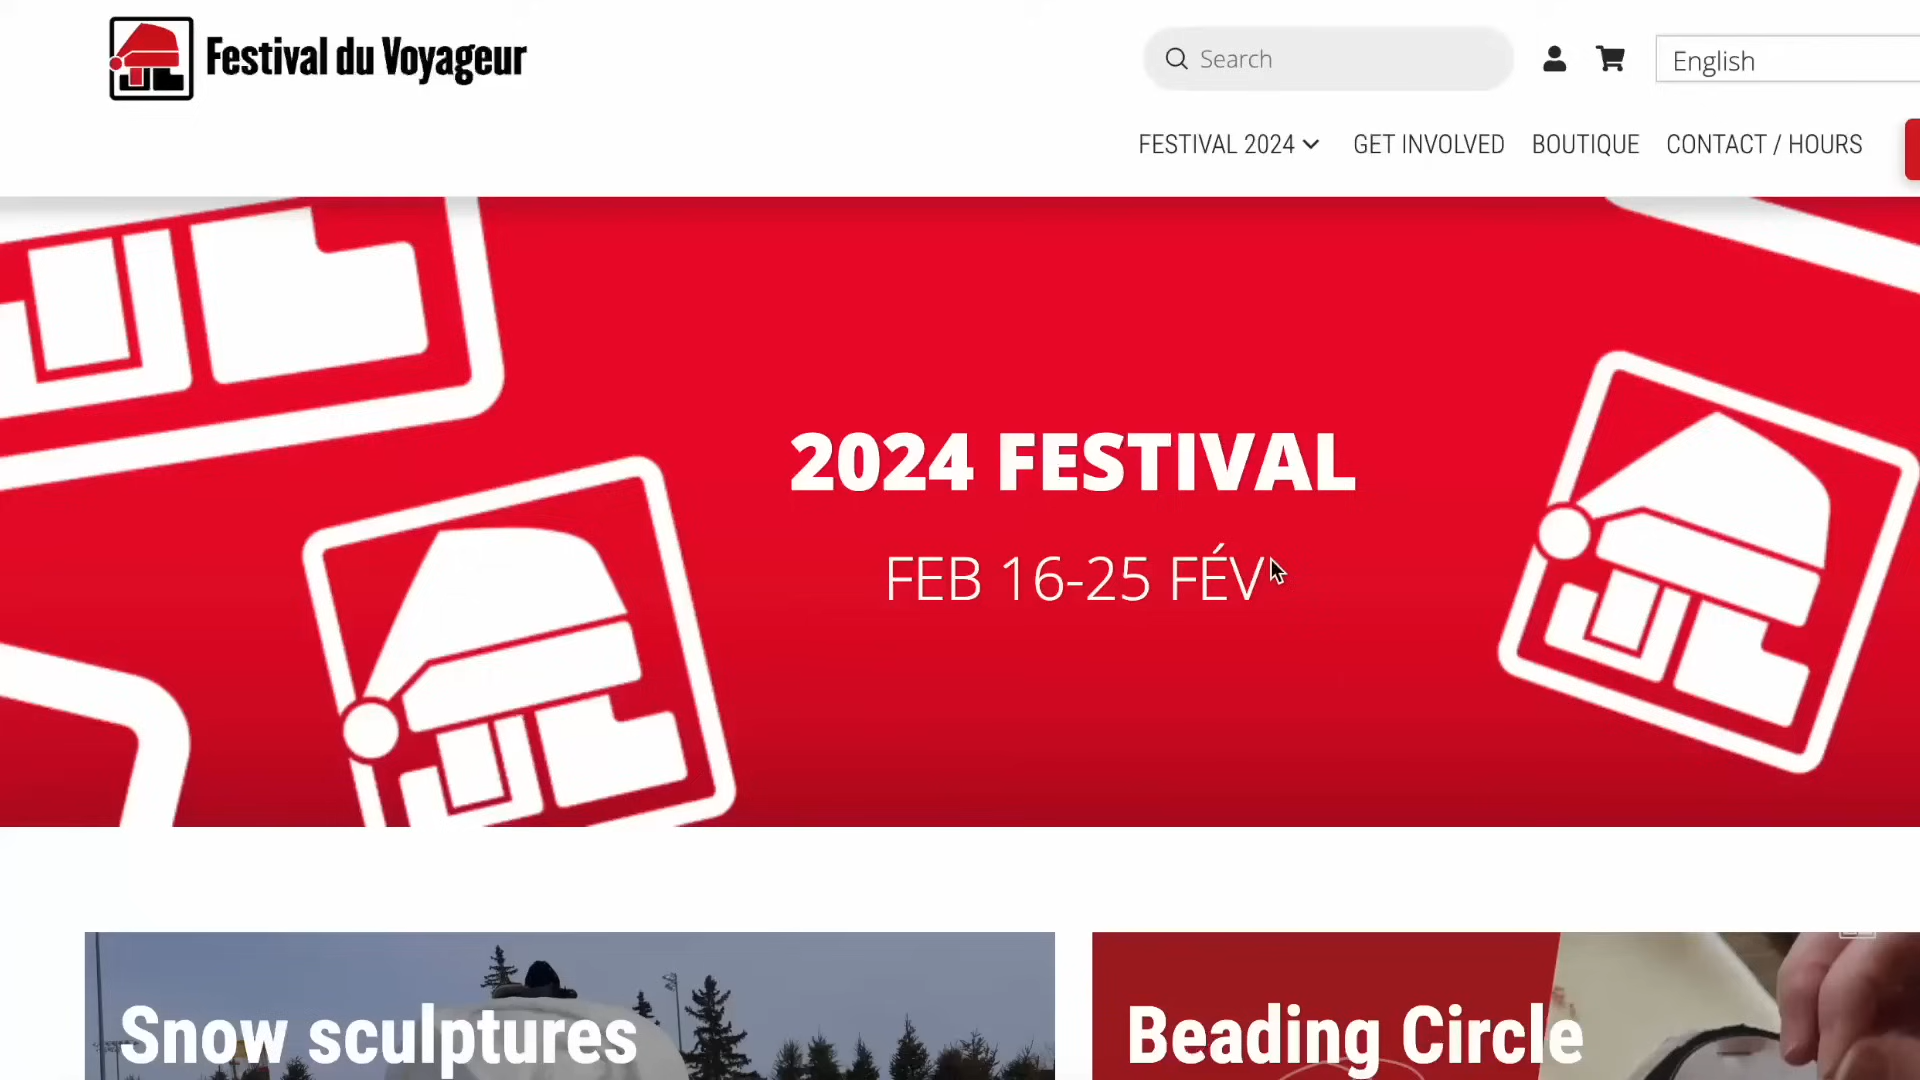 Festival du Voyageur
Search
English
FESTIVAL 2024
GET INVOLVED
BOUTIQUE
CONTACT / HOURS
2024 FESTIVAL
FEB 16-25 FÉV
Snow sculptures
Beading Circle